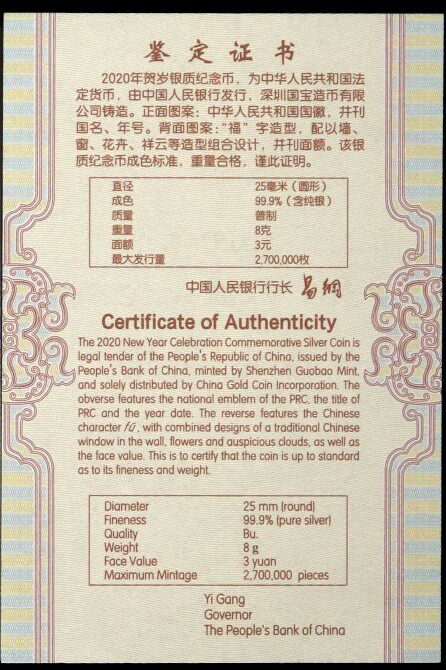 鉴定证书
2020年贺岁银质纪念币，为中华人民共和国法
定货币，由中国人民银行发行，深圳国宝造币有限
公司铸造。正面图案：中华人民共和国国徽，并刊
国名、年号。背面图案：“福”字造型，配以墙、
窗、花卉、祥云等造型组合设计，并刊面额。该银
质纪念币成色标准，重量合格，谨此证明。
直径 25毫米（圆形）
成色 99.9%（含纯银）
质量 普制
重量 8克
面额 3元
最大发行量 2,700,000枚
中国人民银行行长 易纲
Certificate of Authenticity
The 2020 New Year Celebration Commemorative Silver Coin is
legal tender of the People's Republic of China, issued by the
People's Bank of China, minted by Shenzhen Guobao Mint,
and solely distributed by China Gold Coin Incorporation. The
obverse features the national emblem of the PRC, the title of
PRC and the year date. The reverse features the Chinese
character fú, with combined designs of a traditional Chinese
window in the wall, flowers and auspicious clouds, as well as
the face value. This is to certify that the coin is up to standard
as to its fineness and weight.
Diameter 25 mm (round)
Fineness 99.9% (pure silver)
Quality Bu.
Weight 8 g
Face Value 3 yuan
Maximum Mintage 2,700,000 pieces
Yi Gang
Governor
The People's Bank of China